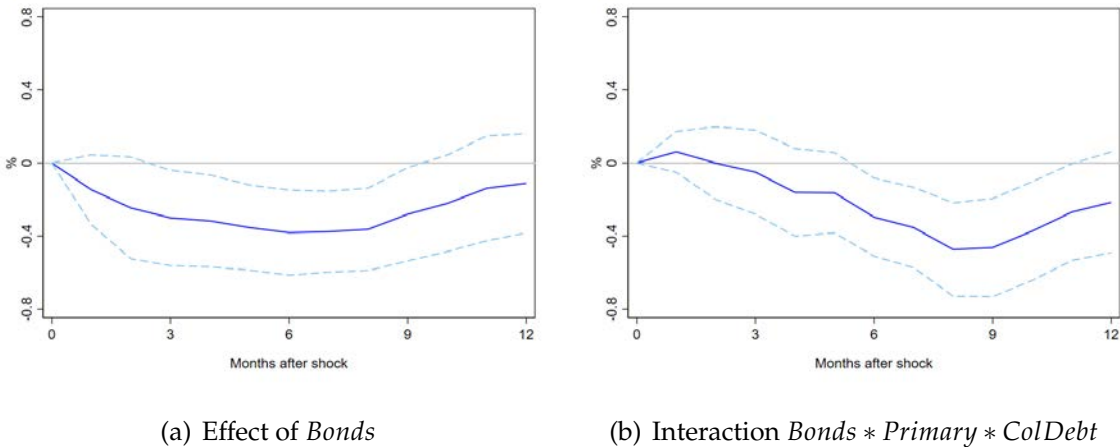 0.8
0.4
%
0
-0.4
-0.8
0 3 6 9 12
Months after shock
(a) Effect of Bonds
0.8
0.4
%
0
-0.4
-0.8
0 3 6 9 12
Months after shock
(b) Interaction Bonds ∗ Primary ∗ ColDebt